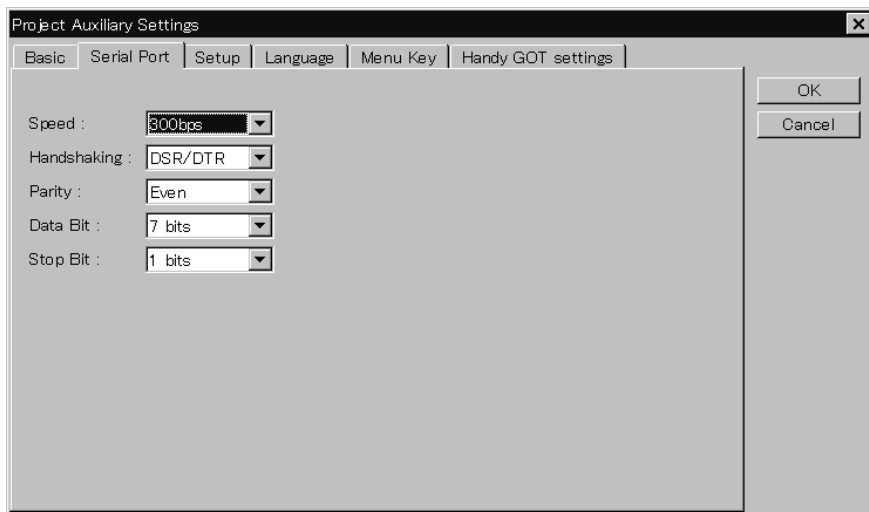 Project Auxiliary Settings
Basic Serial Port Setup Language Menu Key Handy GOT settings
OK
Cancel
Speed : 300bps
Handshaking : DSR/DTR
Parity : Even
Data Bit : 7 bits
Stop Bit : 1 bits